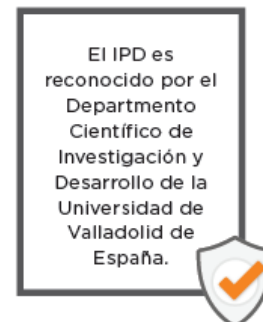 El IPD es
reconocido por el
Departmento
Científico de
Investigación y
Desarrollo de la
Universidad de
Valladolid de
España.